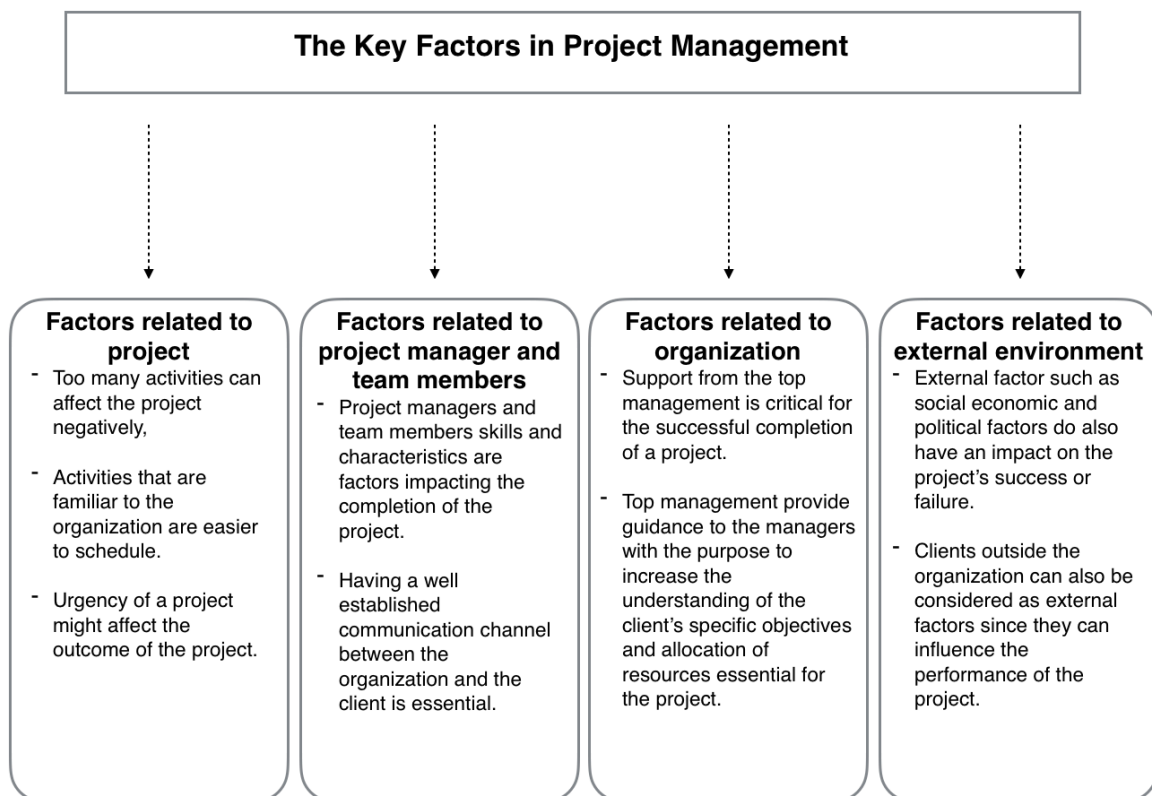 The Key Factors in Project Management
Factors related to
project
- Too many activities can
affect the project
negatively,
- Activities that are
familiar to the
organization are easier
to schedule.
- Urgency of a project
might affect the
outcome of the project.
Factors related to
project manager and
team members
- Project managers and
team members skills and
characteristics are
factors impacting the
completion of the
project.
- Having a well
established
communication channel
between the
organization and the
client is essential.
Factors related to
organization
- Support from the top
management is critical for
the successful completion
of a project.
- Top management provide
guidance to the managers
with the purpose to
increase the
understanding of the
client's specific objectives
and allocation of
resources essential for
the project.
Factors related to
external environment
- External factor such as
social economic and
political factors do also
have an impact on the
project's success or
failure.
- Clients outside the
organization can also be
considered as external
factors since they can
influence the
performance of the
project.